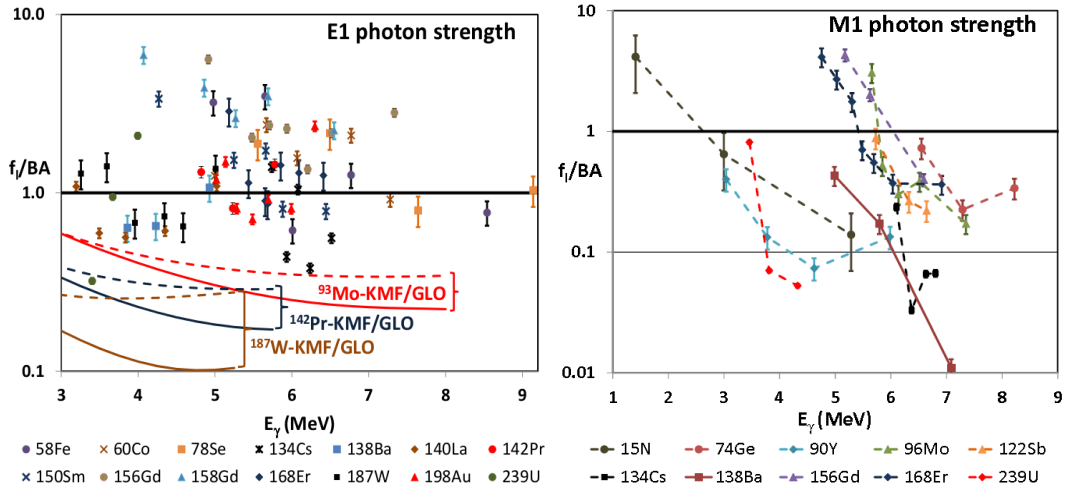 E1 photon strength
10.0
f₁/BA
1.0
⁹³Mo-KMF/GLO
¹⁴²Pr-KMF/GLO
¹⁸⁷W-KMF/GLO
0.1
3 4 5 6 7 8 9
Eγ (MeV)
58Fe 60Co 78Se 134Cs 138Ba 140La 142Pr
150Sm 156Gd 158Gd 168Er 187W 198Au 239U
M1 photon strength
10
1
f₁/BA
0.1
0.01
1 2 3 4 5 6 7 8 9
Eγ (MeV)
15N 74Ge 90Y 96Mo 122Sb
134Cs 138Ba 156Gd 168Er 239U